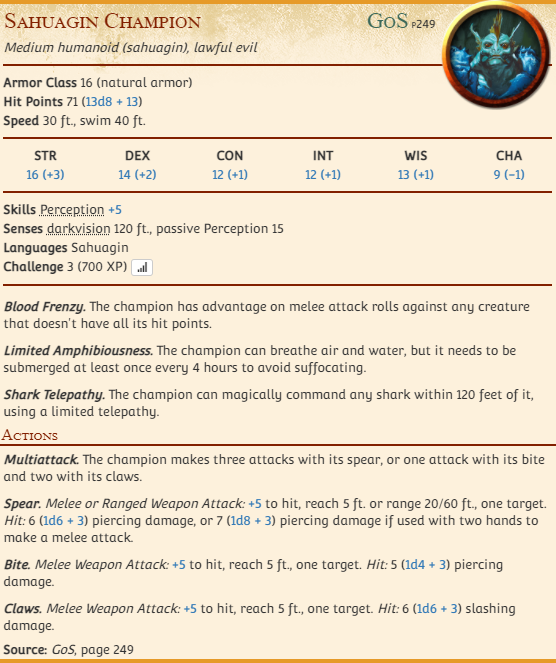 Sahuagin Champion GoS p249
Medium humanoid (sahuagin), lawful evil
Armor Class 16 (natural armor)
Hit Points 71 (13d8 + 13)
Speed 30 ft., swim 40 ft.
STR DEX CON INT WIS CHA
16 (+3) 14 (+2) 12 (+1) 12 (+1) 13 (+1) 9 (−1)
Skills Perception +5
Senses darkvision 120 ft., passive Perception 15
Languages Sahuagin
Challenge 3 (700 XP)
Blood Frenzy. The champion has advantage on melee attack rolls against any creature
that doesn't have all its hit points.
Limited Amphibiousness. The champion can breathe air and water, but it needs to be
submerged at least once every 4 hours to avoid suffocating.
Shark Telepathy. The champion can magically command any shark within 120 feet of it,
using a limited telepathy.
Actions
Multiattack. The champion makes three attacks with its spear, or one attack with its bite
and two with its claws.
Spear. Melee or Ranged Weapon Attack: +5 to hit, reach 5 ft. or range 20/60 ft., one target.
Hit: 6 (1d6 + 3) piercing damage, or 7 (1d8 + 3) piercing damage if used with two hands to
make a melee attack.
Bite. Melee Weapon Attack: +5 to hit, reach 5 ft., one target. Hit: 5 (1d4 + 3) piercing
damage.
Claws. Melee Weapon Attack: +5 to hit, reach 5 ft., one target. Hit: 6 (1d6 + 3) slashing
damage.
Source: GoS, page 249